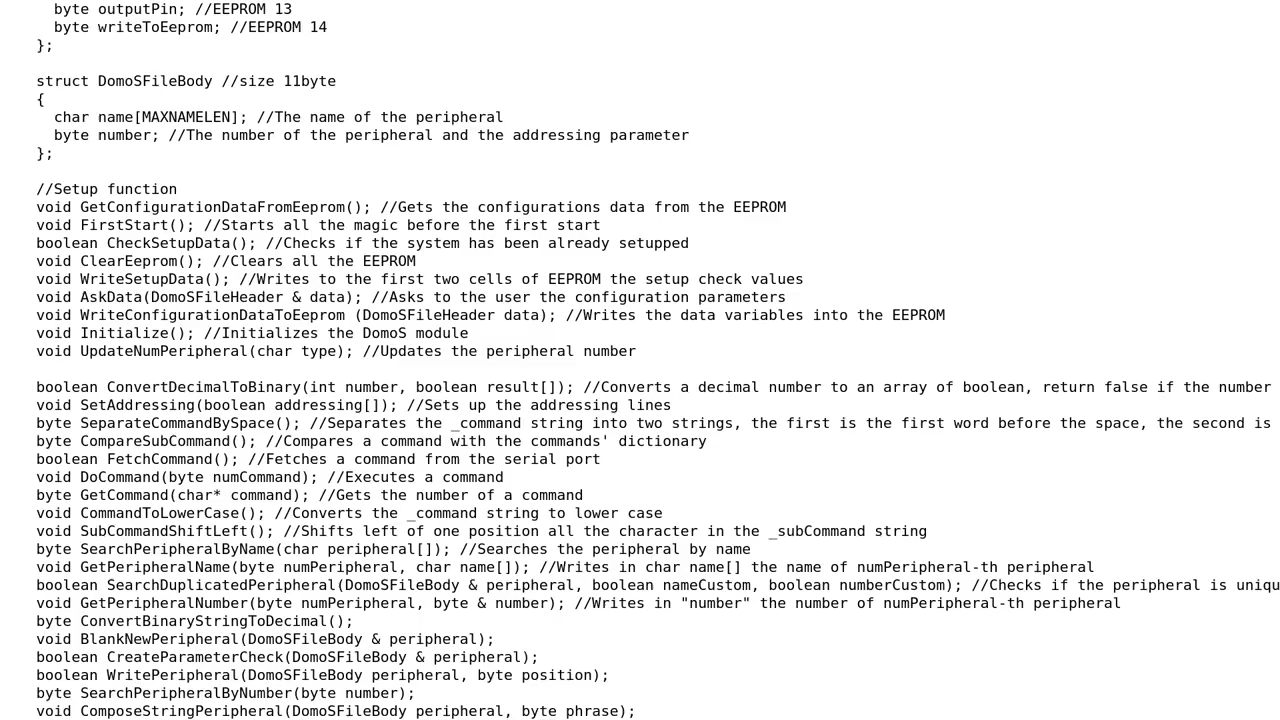 byte outputPin; //EEPROM 13
byte writeToEeprom; //EEPROM 14
};
struct DomoSFileBody //size 11byte
{
char name[MAXNAMELEN]; //The name of the peripheral
byte number; //The number of the peripheral and the addressing parameter
};
//Setup function
void GetConfigurationDataFromEeprom(); //Gets the configurations data from the EEPROM
void FirstStart(); //Starts all the magic before the first start
boolean CheckSetupData(); //Checks if the system has been already setupped
void ClearEeprom(); //Clears all the EEPROM
void WriteSetupData(); //Writes to the first two cells of EEPROM the setup check values
void AskData(DomoSFileHeader & data); //Asks to the user the configuration parameters
void WriteConfigurationDataToEeprom (DomoSFileHeader data); //Writes the data variables into the EEPROM
void Initialize(); //Initializes the DomoS module
void UpdateNumPeripheral(char type); //Updates the peripheral number
boolean ConvertDecimalToBinary(int number, boolean result[]); //Converts a decimal number to an array of boolean, return false if the number
void SetAddressing(boolean addressing[]); //Sets up the addressing lines
byte SeparateCommandBySpace(); //Separates the _command string into two strings, the first is the first word before the space, the second is
byte CompareSubCommand(); //Compares a command with the commands' dictionary
boolean FetchCommand(); //Fetches a command from the serial port
void DoCommand(byte numCommand); //Executes a command
byte GetCommand(char* command); //Gets the number of a command
void CommandToLowerCase(); //Converts the _command string to lower case
void SubCommandShiftLeft(); //Shifts left of one position all the character in the _subCommand string
byte SearchPeripheralByName(char peripheral[]); //Searches the peripheral by name
void GetPeripheralName(byte numPeripheral, char name[]); //Writes in char name[] the name of numPeripheral-th peripheral
boolean SearchDuplicatedPeripheral(DomoSFileBody & peripheral, boolean nameCustom, boolean numberCustom); //Checks if the peripheral is uniqu
void GetPeripheralNumber(byte numPeripheral, byte & number); //Writes in "number" the number of numPeripheral-th peripheral
byte ConvertBinaryStringToDecimal();
void BlankNewPeripheral(DomoSFileBody & peripheral);
boolean CreateParameterCheck(DomoSFileBody & peripheral);
boolean WritePeripheral(DomoSFileBody peripheral, byte position);
byte SearchPeripheralByNumber(byte number);
void ComposeStringPeripheral(DomoSFileBody peripheral, byte phrase);